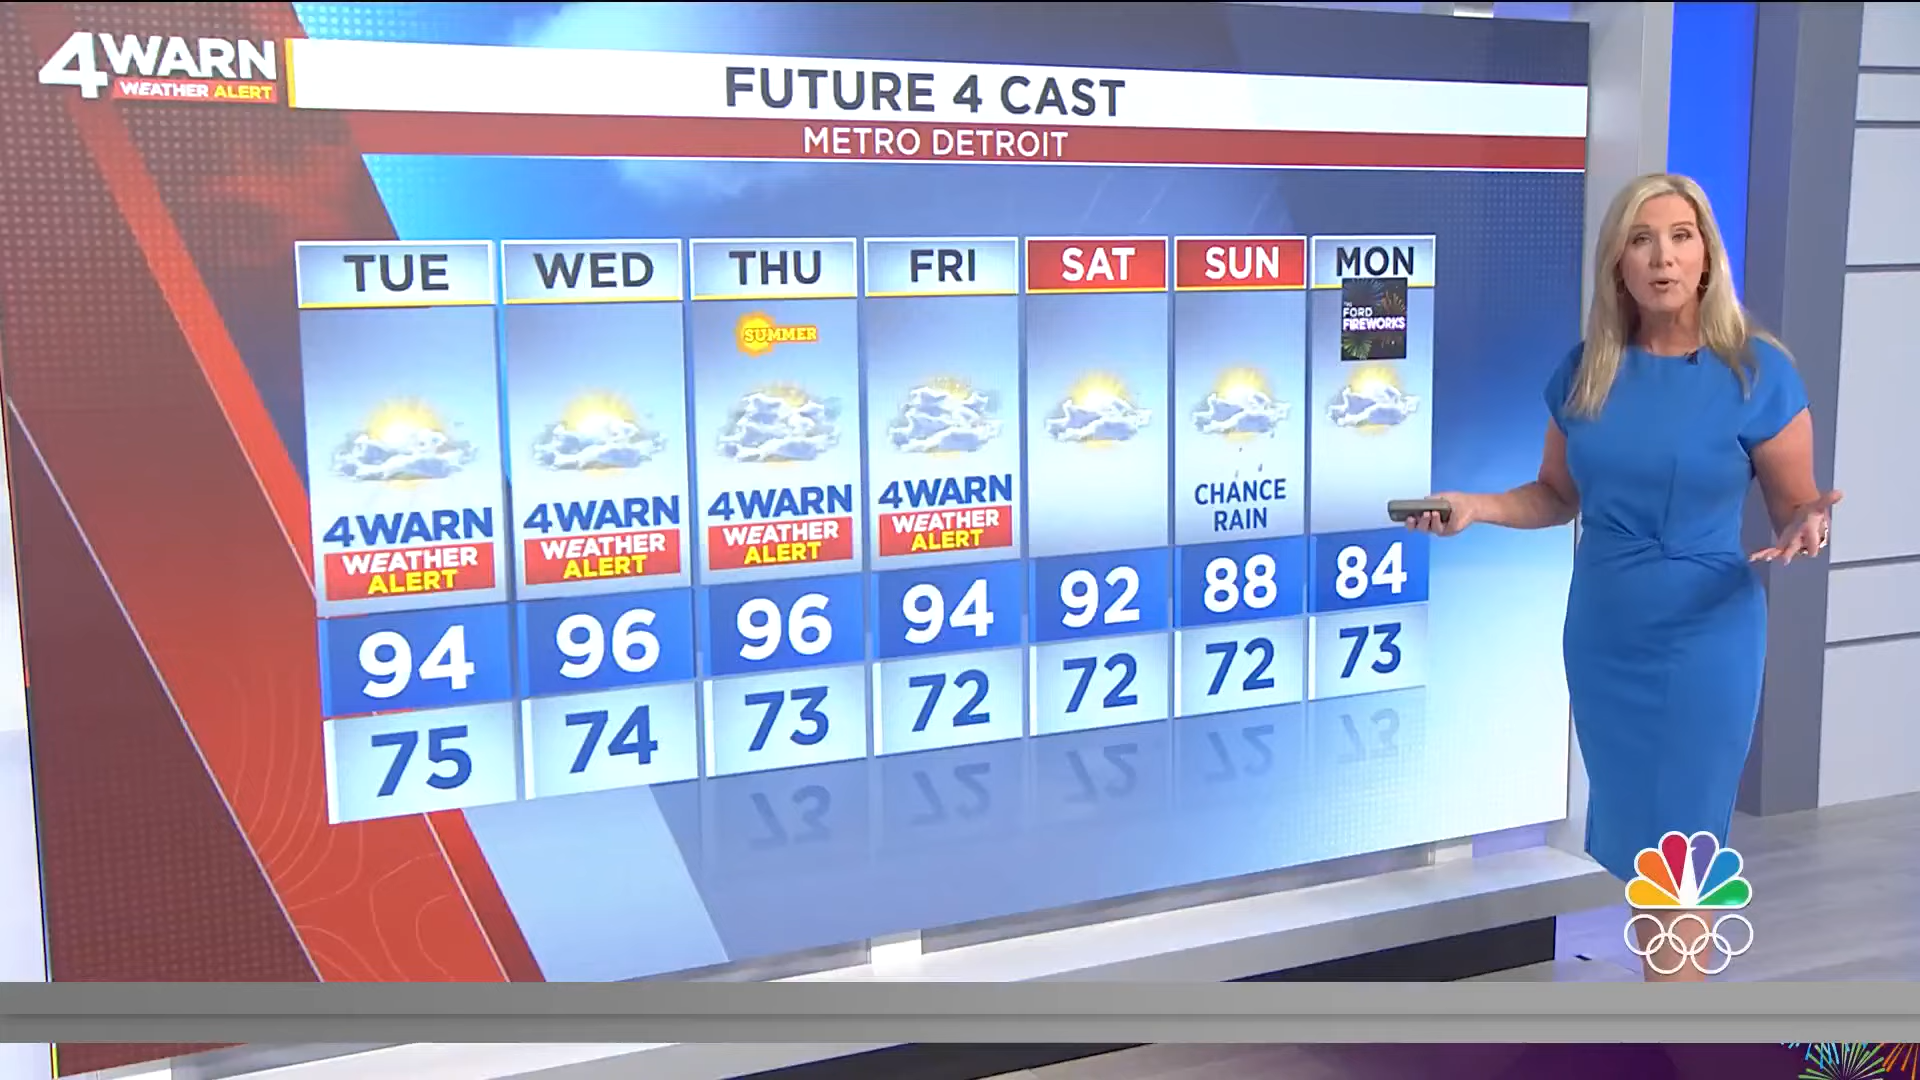 4WARN
WEATHER ALERT
FUTURE 4 CAST
METRO DETROIT
TUE
WED
THU
FRI
SAT
SUN
MON
SUMMER
THE
FORD
FIREWORKS
4WARN
WEATHER
ALERT
4WARN
WEATHER
ALERT
4WARN
WEATHER
ALERT
4WARN
WEATHER
ALERT
CHANCE
RAIN
94
96
96
94
92
88
84
75
74
73
72
72
72
73